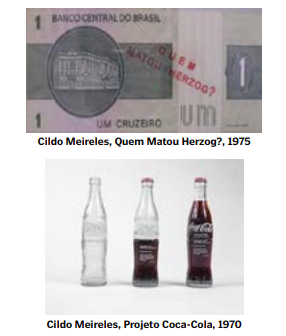 1 BANCO CENTRAL DO BRASIL
QUEM
MATOU HERZOG?
1
1 UM CRUZEIRO um
Cildo Meireles, Quem Matou Herzog?, 1975
Coca-Cola
Cildo Meireles, Projeto Coca-Cola, 1970